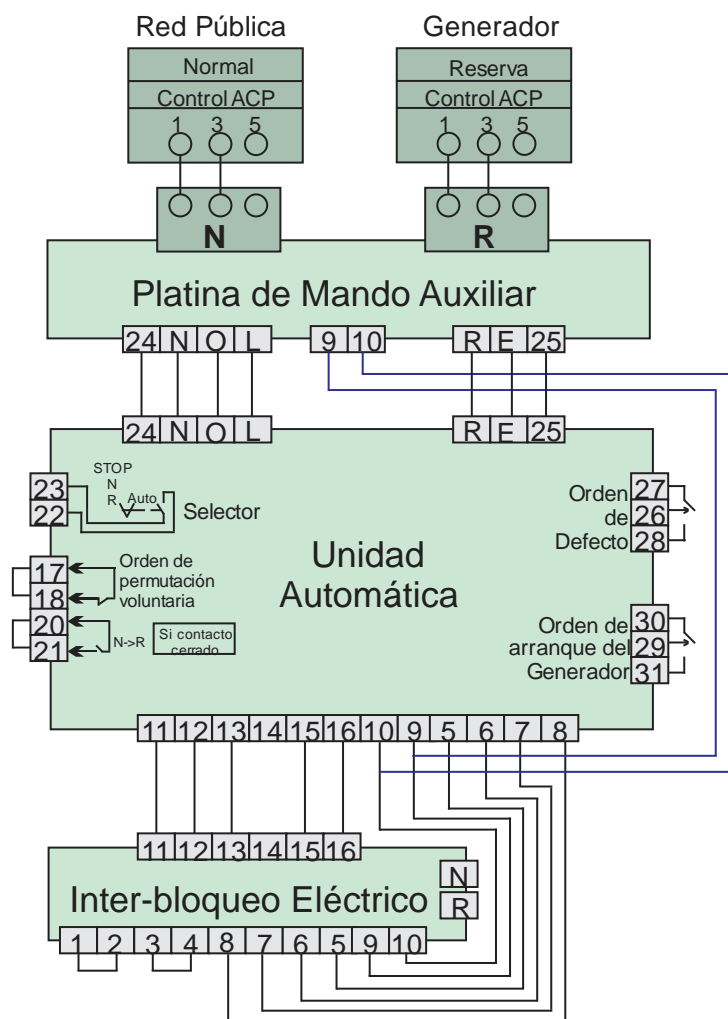 Red Pública Generador
Normal Reserva
Control ACP Control ACP
1 3 5 1 3 5
N R
Platina de Mando Auxiliar
24 N O L 9 10 R E 25
24 N O L R E 25
STOP
N
R Auto
23
22
Selector
Orden
de
Defecto
27
26
28
17
18
20
21
Orden de
permutación
voluntaria
N->R
Si contacto
cerrado
Unidad
Automática
Orden de
arranque del
Generador
30
29
31
11 12 13 14 15 16 10 9 5 6 7 8
11 12 13 14 15 16
Inter-bloqueo Eléctrico
N
R
1 2 3 4 8 7 6 5 9 10